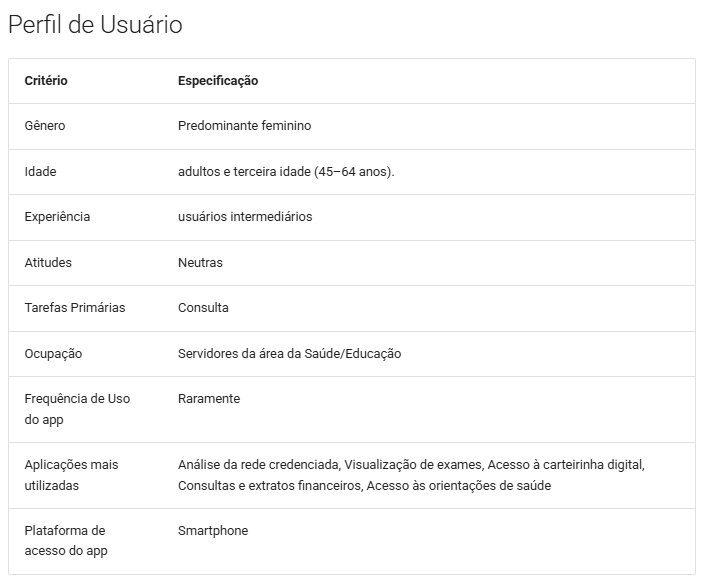 Perfil de Usuário
Critério Especificação
Gênero Predominante feminino
Idade adultos e terceira idade (45–64 anos).
Experiência usuários intermediários
Atitudes Neutras
Tarefas Primárias Consulta
Ocupação Servidores da área da Saúde/Educação
Frequência de Uso Raramente
do app
Aplicações mais Análise da rede credenciada, Visualização de exames, Acesso à carteirinha digital,
utilizadas Consultas e extratos financeiros, Acesso às orientações de saúde
Plataforma de Smartphone
acesso do app